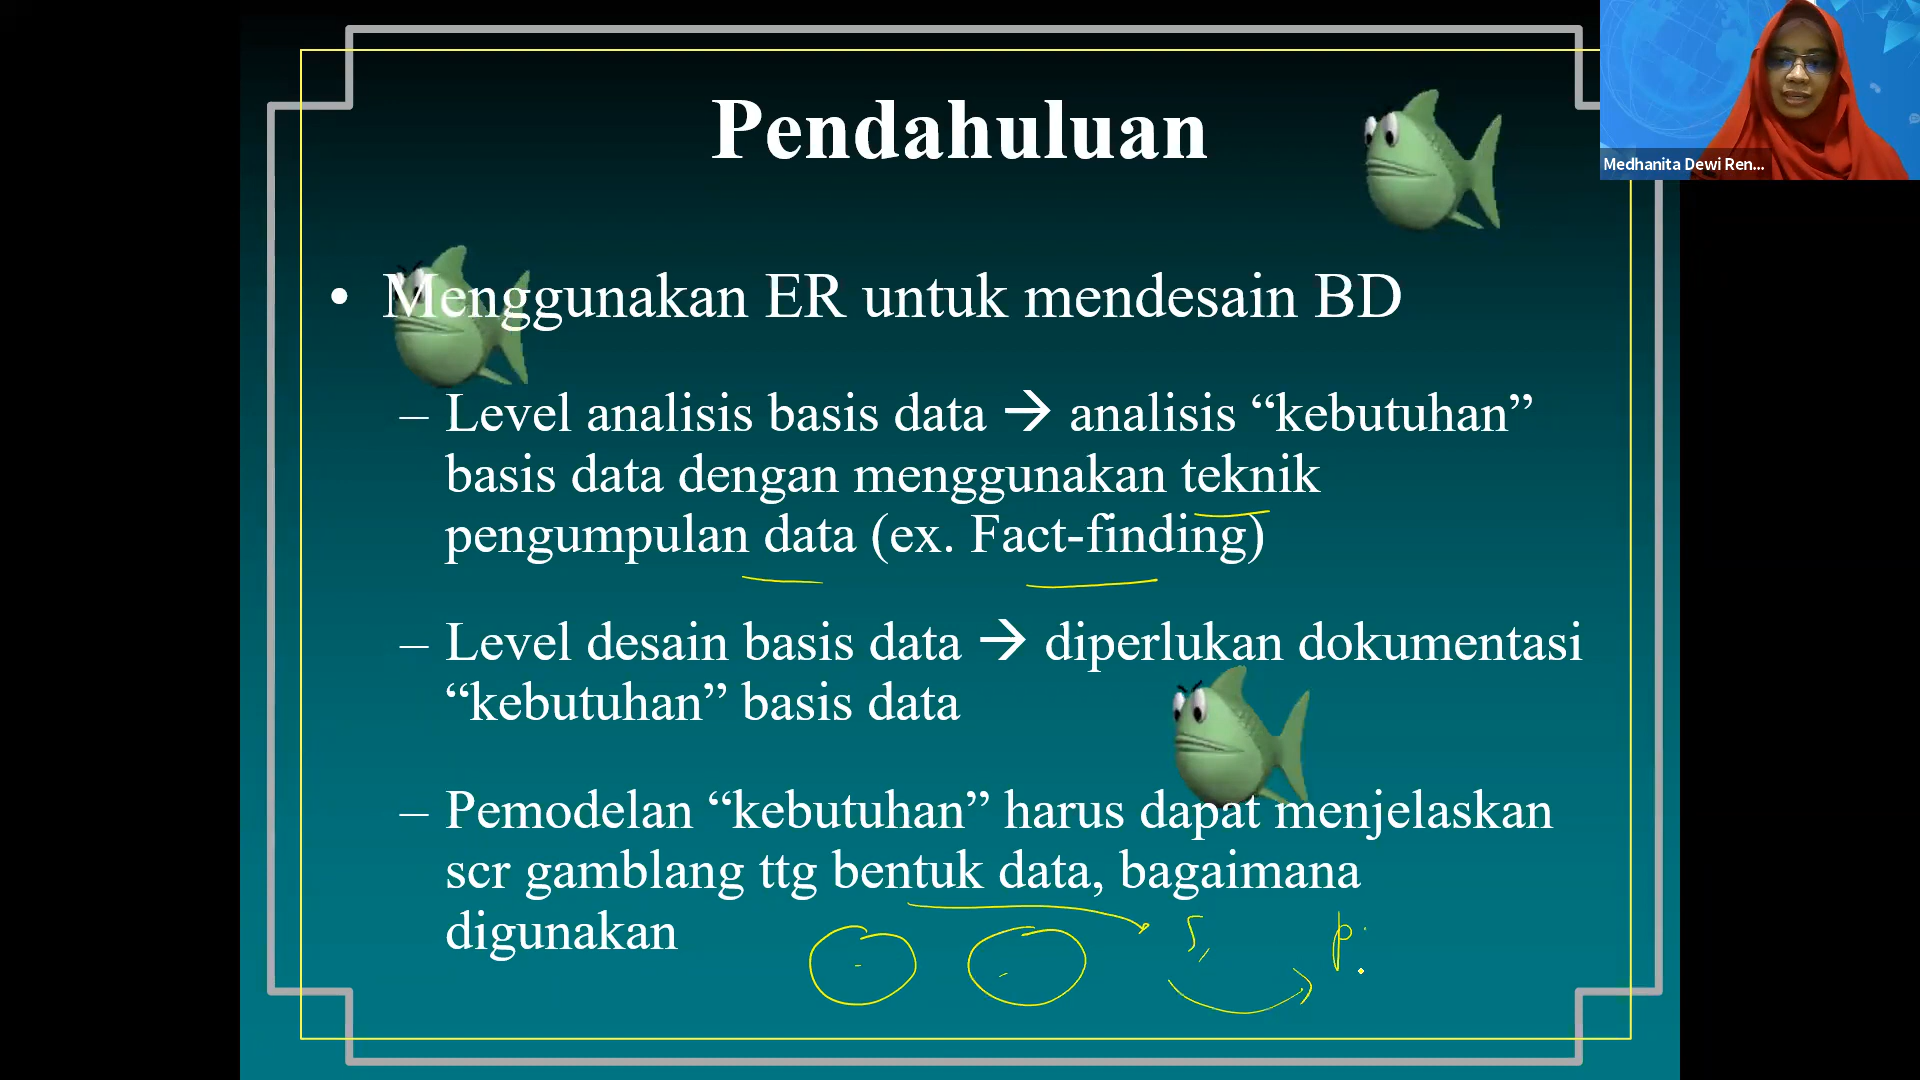 Pendahuluan
Medhanita Dewi Ren...
• Menggunakan ER untuk mendesain BD
– Level analisis basis data → analisis “kebutuhan”
basis data dengan menggunakan teknik
pengumpulan data (ex. Fact-finding)
– Level desain basis data → diperlukan dokumentasi
“kebutuhan” basis data
– Pemodelan “kebutuhan” harus dapat menjelaskan
scr gamblang ttg bentuk data, bagaimana
digunakan